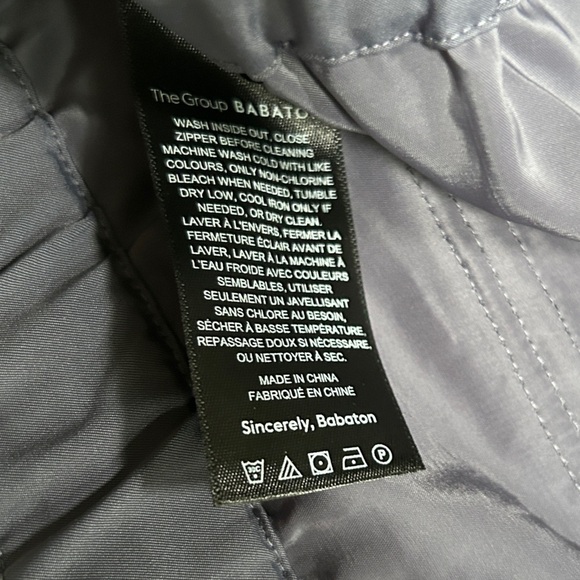 The Group BABATO
WASH INSIDE OUT, CLOSE
ZIPPER BEFORE CLEANING
MACHINE WASH COLD WITH LIKE
COLOURS, ONLY NON-CHLORINE
BLEACH WHEN NEEDED, TUMBLE
DRY LOW, COOL IRON ONLY IF
NEEDED, OR DRY CLEAN.
LAVER À L'ENVERS, FERMER LA
FERMETURE ÉCLAIR AVANT DE
LAVER, LAVER À LA MACHINE À
L'EAU FROIDE AVEC COULEURS
SEMBLABLES, UTILISER
SEULEMENT UN JAVELLISANT
SANS CHLORE AU BESOIN,
SÉCHER À BASSE TEMPÉRATURE,
REPASSAGE DOUX SI NÉCESSAIRE,
OU NETTOYER À SEC.
MADE IN CHINA
FABRIQUÉ EN CHINE
Sincerely, Babaton
30C P